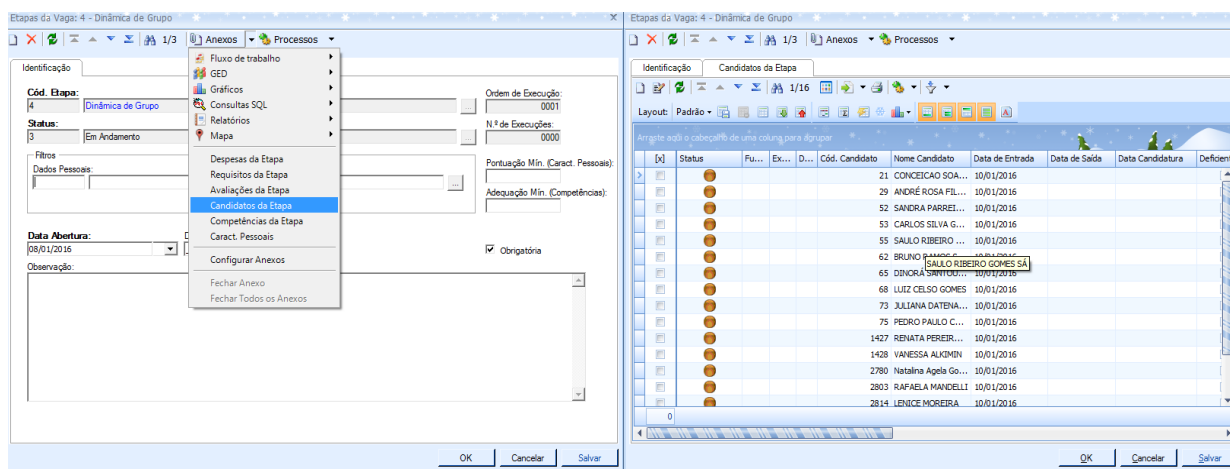 Etapas da Vaga: 4 - Dinâmica de Grupo
1/3 Anexos Processos
Identificação
Cód. Etapa:
4 Dinâmica de Grupo
Ordem de Execução:
0001
Status:
3 Em Andamento
N.º de Execuções:
0000
Filtros
Dados Pessoais:
Pontuação Mín. (Caract. Pessoais):
Adequação Mín. (Competências):
Data Abertura:
08/01/2016
Obrigatória
Observação:
Fluxo de trabalho
GED
Gráficos
Consultas SQL
Relatórios
Mapa
Despesas da Etapa
Requisitos da Etapa
Avaliações da Etapa
Candidatos da Etapa
Competências da Etapa
Caract. Pessoais
Configurar Anexos
Fechar Anexo
Fechar Todos os Anexos
OK Cancelar Salvar
Etapas da Vaga: 4 - Dinâmica de Grupo
1/3 Anexos Processos
Identificação Candidatos da Etapa
1/16
Layout: Padrão
Arraste aqui o cabeçalho de uma coluna para agrupar
[x] Status Fu... Ex... D... Cód. Candidato Nome Candidato Data de Entrada Data de Saída Data Candidatura Deficient
21 CONCEICAO SOA... 10/01/2016
29 ANDRÉ ROSA FIL... 10/01/2016
52 SANDRA PARREI... 10/01/2016
53 CARLOS SILVA G... 10/01/2016
55 SAULO RIBEIRO ... 10/01/2016
62 BRUNO
SAULO RIBEIRO GOMES SÁ
65 DINORÁ 10/01/2016
68 LUIZ CELSO GOMES 10/01/2016
73 JULIANA DATENA... 10/01/2016
75 PEDRO PAULO C... 10/01/2016
1427 RENATA PEREIR... 10/01/2016
1428 VANESSA ALKIMIN 10/01/2016
2780 Natalina Agela Go... 10/01/2016
2803 RAFAELA MANDELLI 10/01/2016
2814 LENICE MOREIRA 10/01/2016
0
OK Cancelar Salvar